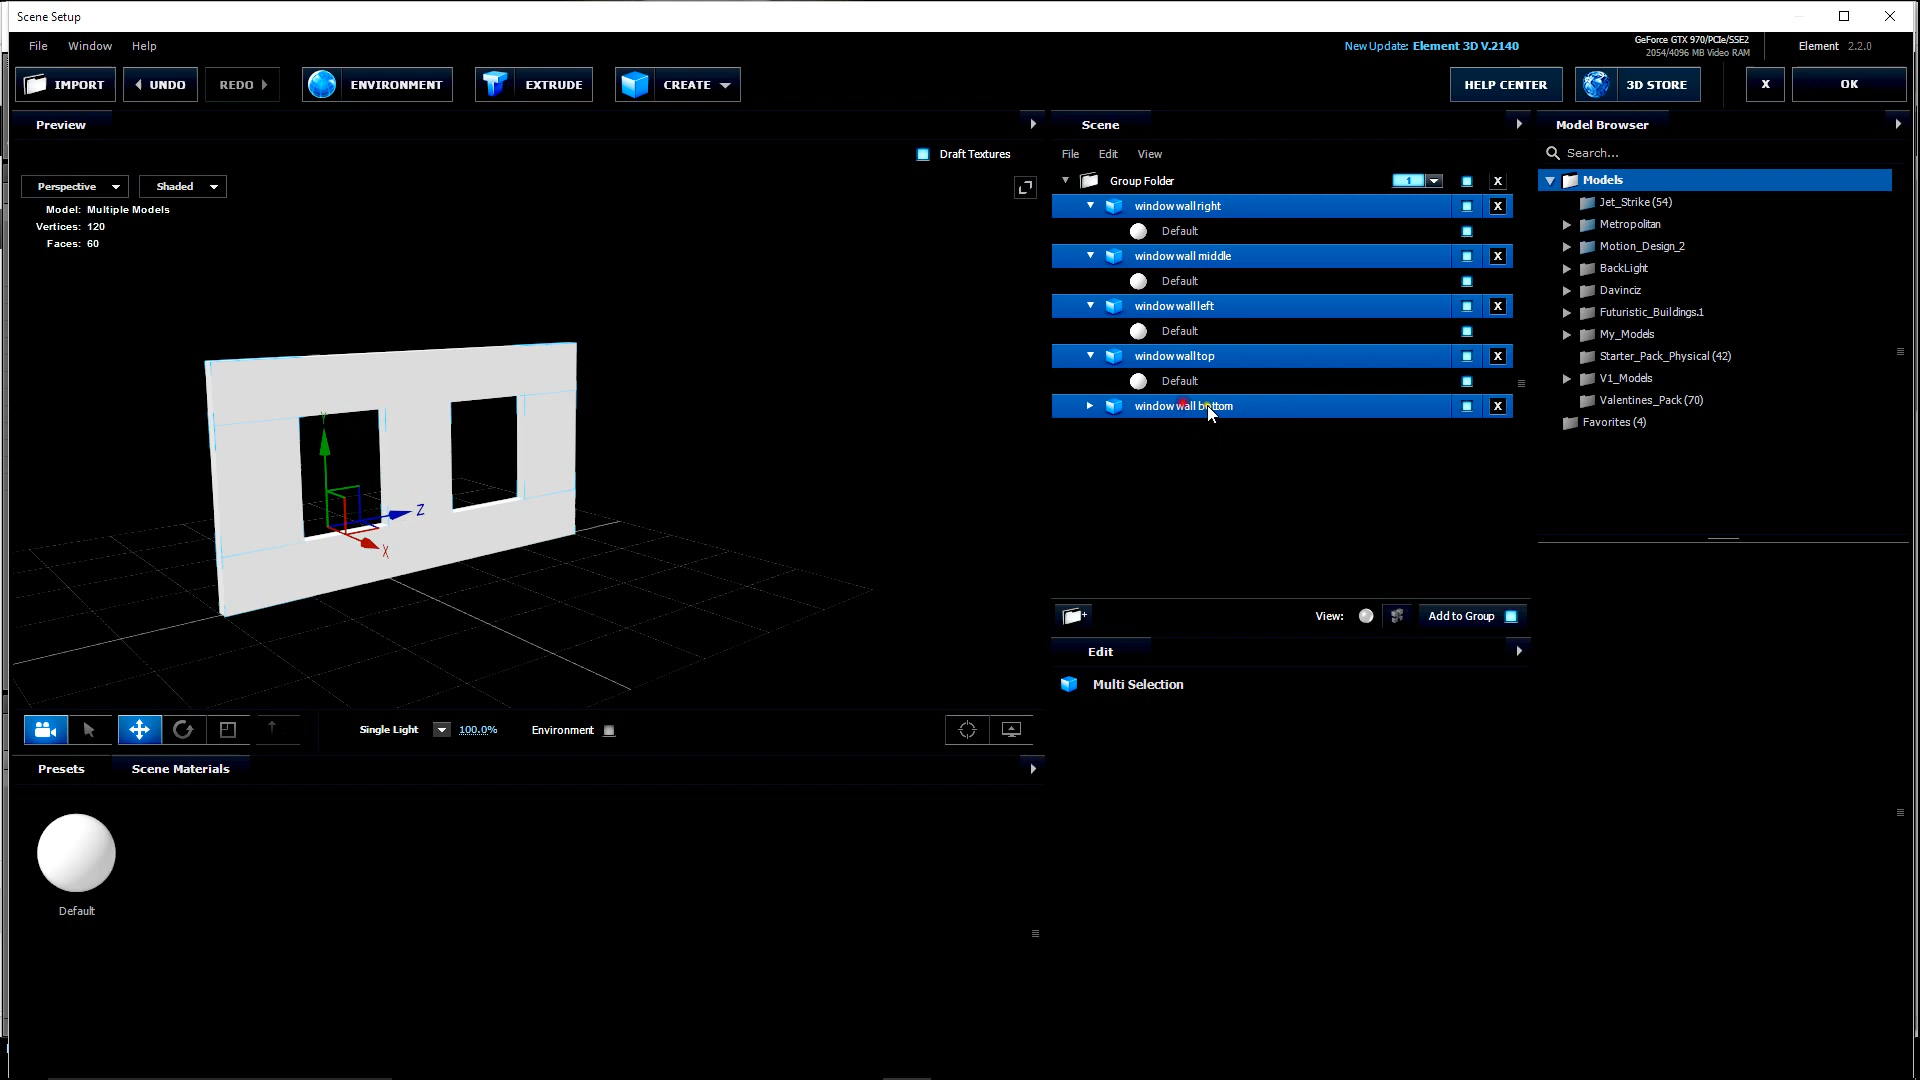 Scene Setup
File Window Help
New Update: Element 3D V.2140
GeForce GTX 970/PCIe/SSE2
2054/4096 MB Video RAM
Element 2.2.0
IMPORT UNDO REDO ENVIRONMENT EXTRUDE CREATE HELP CENTER 3D STORE X OK
Preview
Draft Textures
Perspective Shaded
Model: Multiple Models
Vertices: 120
Faces: 60
Y
Z
X
Single Light 100.0% Environment
Presets Scene Materials
Default
Scene
File Edit View
Group Folder 1 X
window wall right X
Default
window wall middle X
Default
window wall left X
Default
window wall top X
Default
window wall bottom X
View: Add to Group
Edit
Multi Selection
Model Browser
Search...
Models
Jet_Strike (54)
Metropolitan
Motion_Design_2
BackLight
Davinciz
Futuristic_Buildings.1
My_Models
Starter_Pack_Physical (42)
V1_Models
Valentines_Pack (70)
Favorites (4)